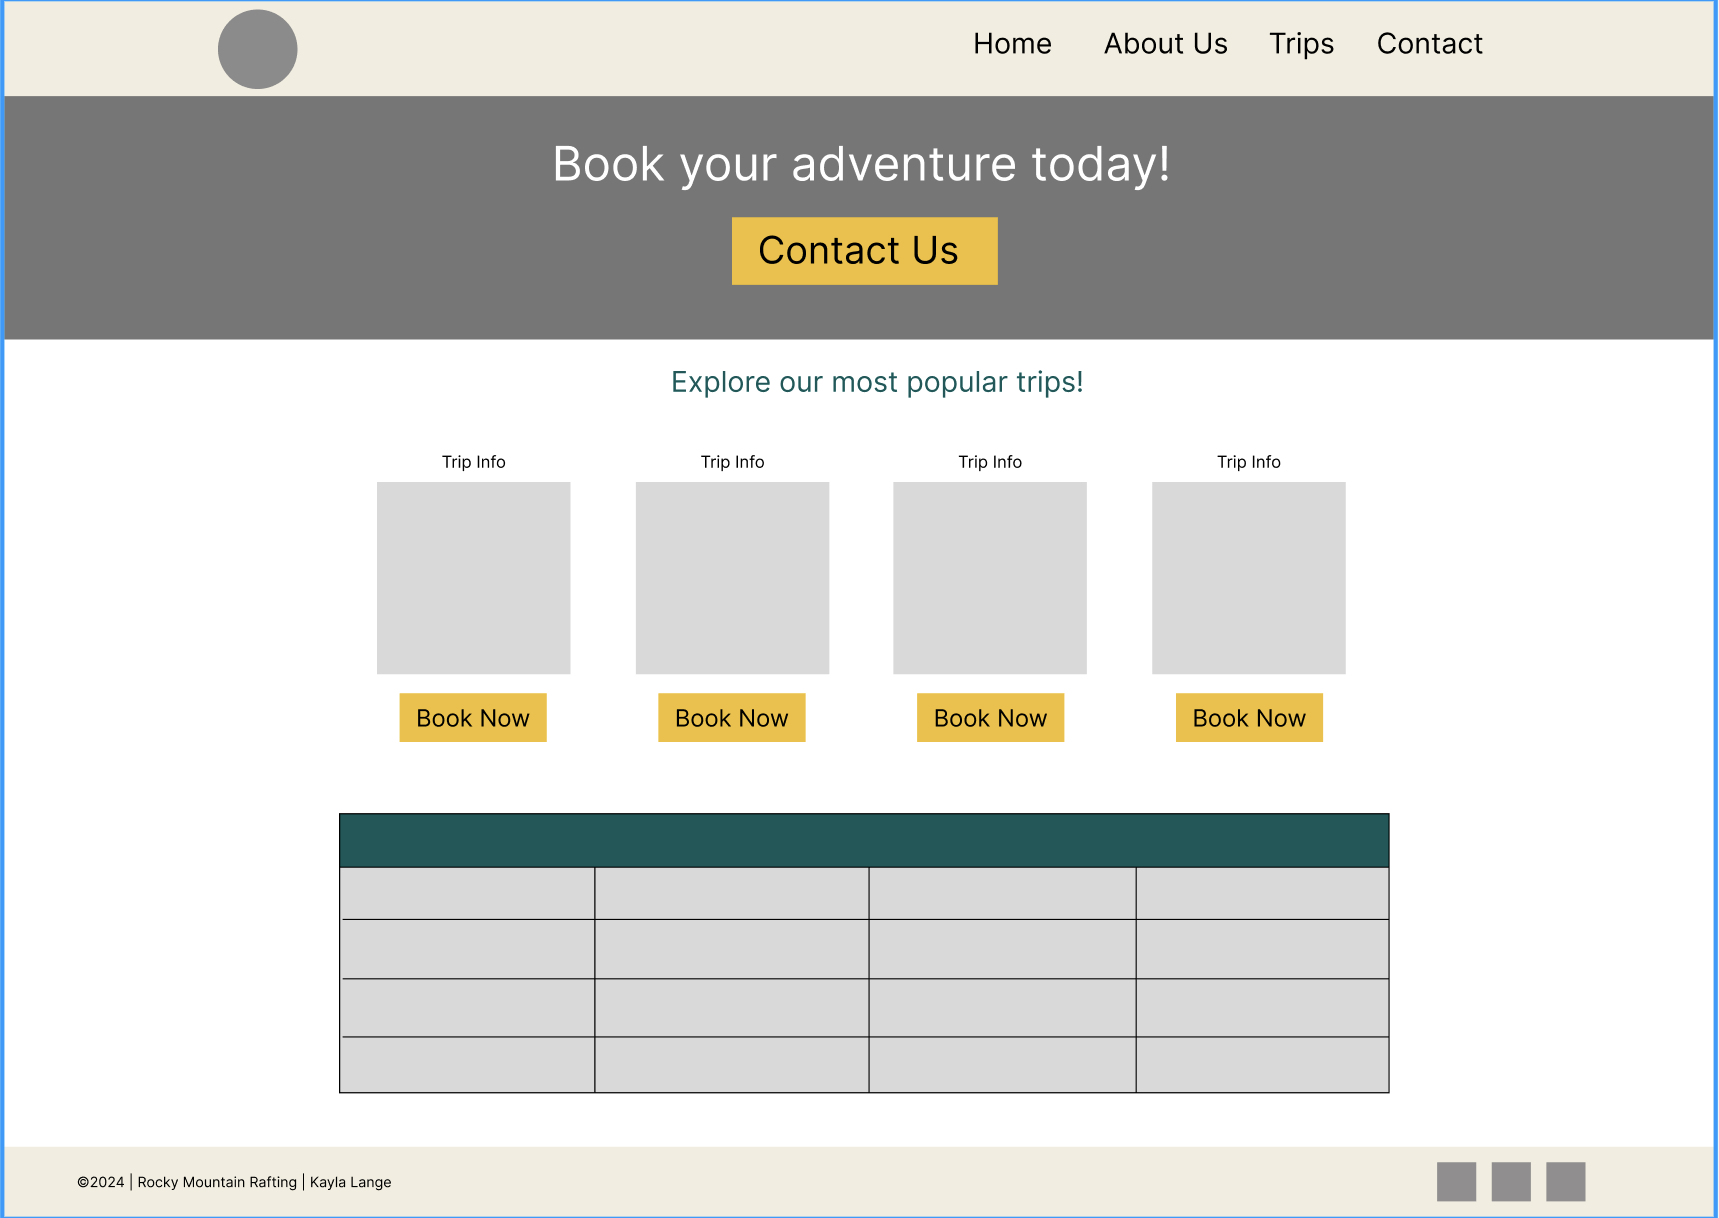 Home About Us Trips Contact
Book your adventure today!
Contact Us
Explore our most popular trips!
Trip Info Trip Info Trip Info Trip Info
Book Now Book Now Book Now Book Now
©2024 | Rocky Mountain Rafting | Kayla Lange